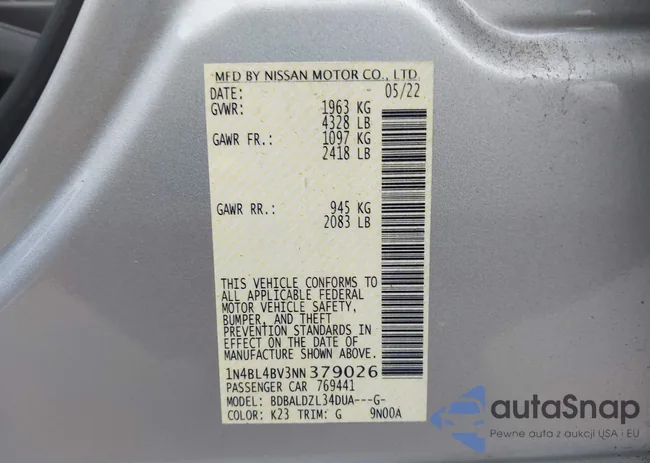 MFD BY NISSAN MOTOR CO., LTD.
DATE: 05/22
GVWR: 1963 KG
4328 LB
GAWR FR.: 1097 KG
2418 LB
GAWR RR.: 945 KG
2083 LB
THIS VEHICLE CONFORMS TO
ALL APPLICABLE FEDERAL
MOTOR VEHICLE SAFETY,
BUMPER, AND THEFT
PREVENTION STANDARDS IN
EFFECT ON THE DATE OF
MANUFACTURE SHOWN ABOVE.
1N4BL4BV3NN379026
PASSENGER CAR 769441
MODEL: BDBALDZL34DUA---G-
COLOR: K23 TRIM: G 9N00A
autoSnap
Pewne auta z aukcji USA i EU